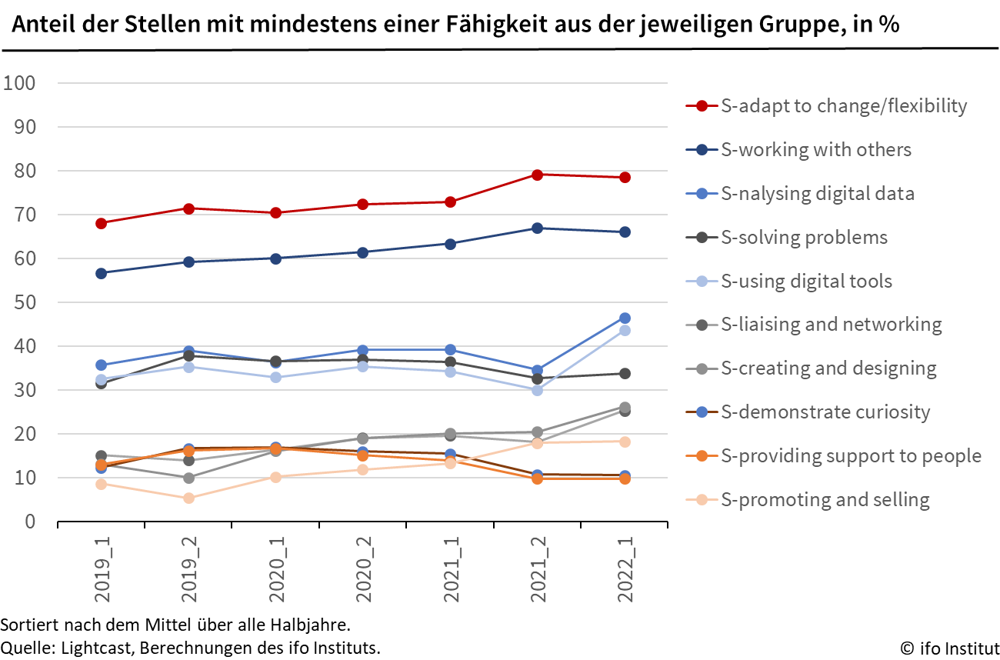 Anteil der Stellen mit mindestens einer Fähigkeit aus der jeweiligen Gruppe, in %
100
90
80
70
60
50
40
30
20
10
0
2019_1
2019_2
2020_1
2020_2
2021_1
2021_2
2022_1
S-adapt to change/flexibility
S-working with others
S-nalysing digital data
S-solving problems
S-using digital tools
S-liaising and networking
S-creating and designing
S-demonstrate curiosity
S-providing support to people
S-promoting and selling
Sortiert nach dem Mittel über alle Halbjahre.
Quelle: Lightcast, Berechnungen des ifo Instituts.
© ifo Institut